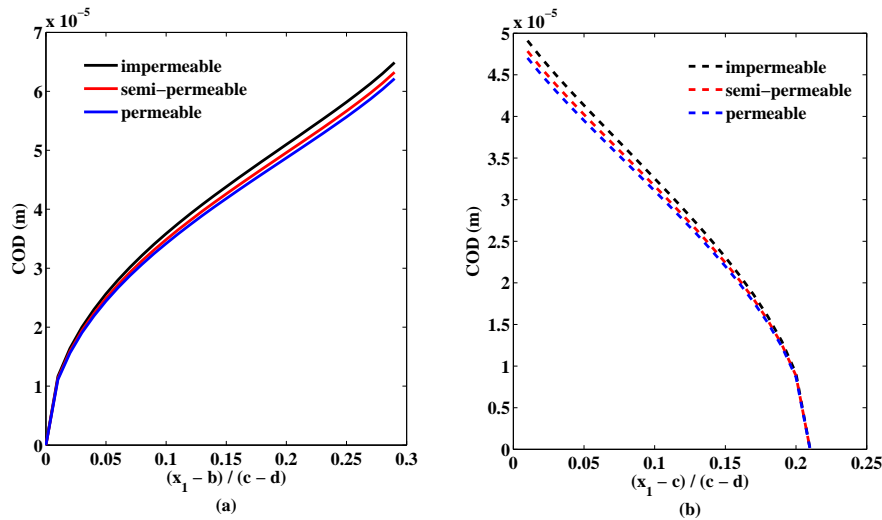 x 10⁻⁵
7
6
5
4
3
2
1
0
COD (m)
impermeable
semi−permeable
permeable
0
0.05
0.1
0.15
0.2
0.25
0.3
(x₁ − b) / (c − d)
(a)
x 10⁻⁵
5
4.5
4
3.5
3
2.5
2
1.5
1
0.5
0
COD (m)
impermeable
semi−permeable
permeable
0
0.05
0.1
0.15
0.2
0.25
(x₁ − c) / (c − d)
(b)